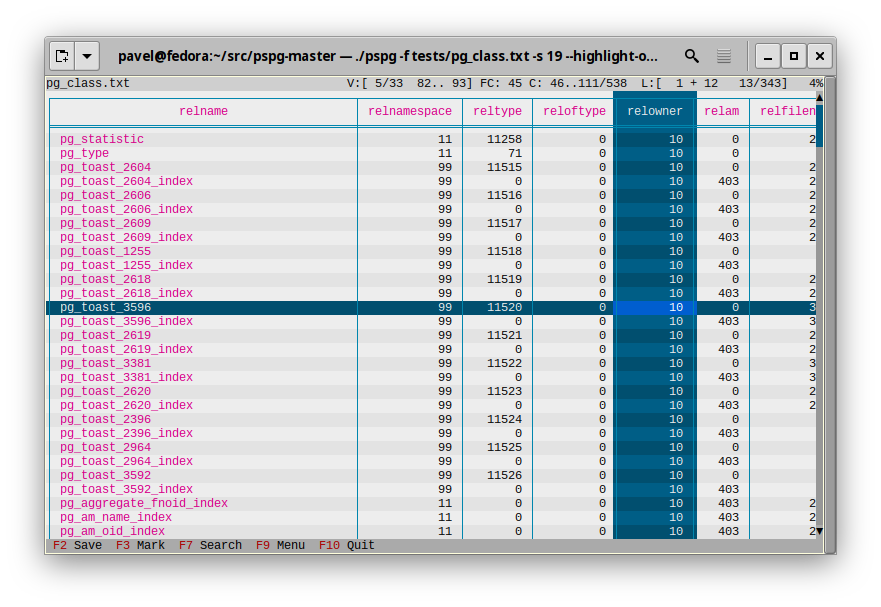 pavel@fedora:~/src/pspg-master — ./pspg -f tests/pg_class.txt -s 19 --highlight-o...
pg_class.txt V:[ 5/33 82.. 93] FC: 45 C: 46..111/538 L:[ 1 + 12 13/343] 4%
relname relnamespace reltype reloftype relowner relam relfilen
pg_statistic 11 11258 0 10 0 2
pg_type 11 71 0 10 0
pg_toast_2604 99 11515 0 10 0 2
pg_toast_2604_index 99 0 0 10 403 2
pg_toast_2606 99 11516 0 10 0 2
pg_toast_2606_index 99 0 0 10 403 2
pg_toast_2609 99 11517 0 10 0 2
pg_toast_2609_index 99 0 0 10 403 2
pg_toast_1255 99 11518 0 10 0
pg_toast_1255_index 99 0 0 10 403
pg_toast_2618 99 11519 0 10 0 2
pg_toast_2618_index 99 0 0 10 403 2
pg_toast_3596 99 11520 0 10 0 3
pg_toast_3596_index 99 0 0 10 403 3
pg_toast_2619 99 11521 0 10 0 2
pg_toast_2619_index 99 0 0 10 403 2
pg_toast_3381 99 11522 0 10 0 3
pg_toast_3381_index 99 0 0 10 403 3
pg_toast_2620 99 11523 0 10 0 2
pg_toast_2620_index 99 0 0 10 403 2
pg_toast_2396 99 11524 0 10 0
pg_toast_2396_index 99 0 0 10 403
pg_toast_2964 99 11525 0 10 0
pg_toast_2964_index 99 0 0 10 403
pg_toast_3592 99 11526 0 10 0
pg_toast_3592_index 99 0 0 10 403
pg_aggregate_fnoid_index 11 0 0 10 403 2
pg_am_name_index 11 0 0 10 403 2
pg_am_oid_index 11 0 0 10 403 2
F2 Save F3 Mark F7 Search F9 Menu F10 Quit